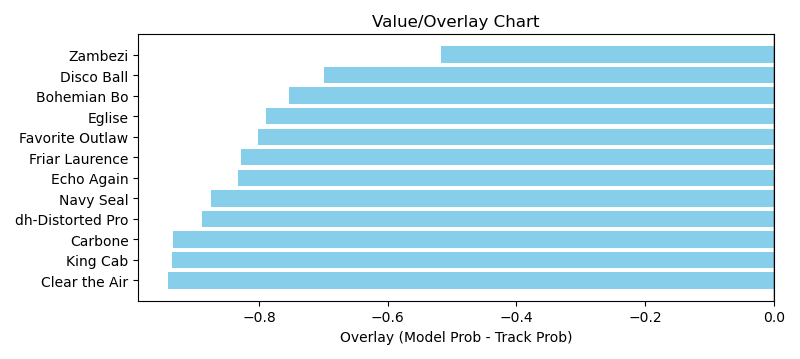 Value/Overlay Chart
Zambezi
Disco Ball
Bohemian Bo
Eglise
Favorite Outlaw
Friar Laurence
Echo Again
Navy Seal
dh-Distorted Pro
Carbone
King Cab
Clear the Air
−0.8 −0.6 −0.4 −0.2 0.0
Overlay (Model Prob - Track Prob)